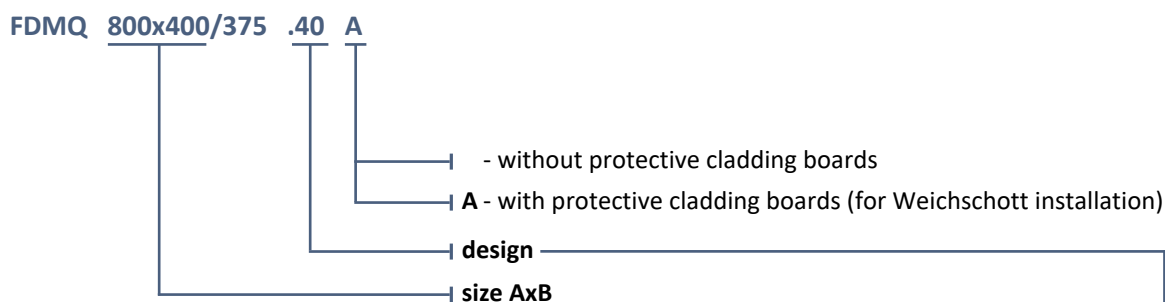 FDMQ 800x400/375 .40 A
- without protective cladding boards
A - with protective cladding boards (for Weichschott installation)
design
size AxB